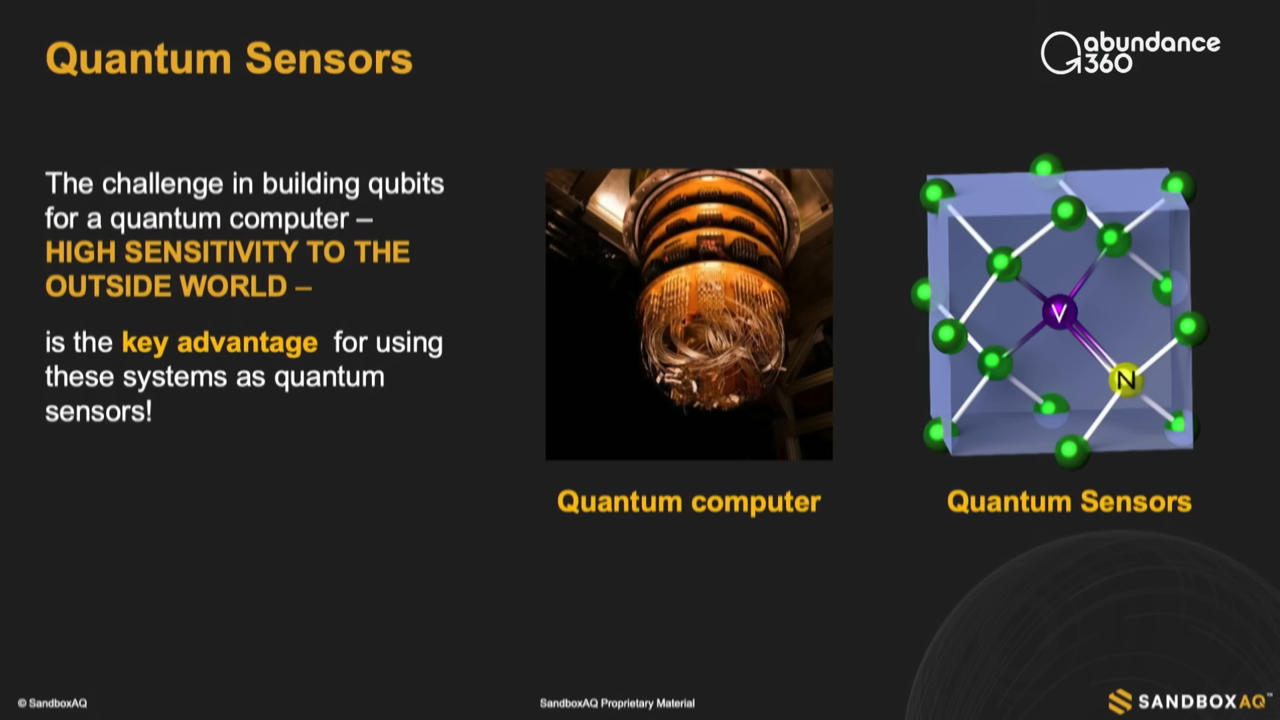 Quantum Sensors
abundance
360
The challenge in building qubits
for a quantum computer –
HIGH SENSITIVITY TO THE
OUTSIDE WORLD –
is the key advantage for using
these systems as quantum
sensors!
V
N
Quantum computer
Quantum Sensors
© SandboxAQ
SandboxAQ Proprietary Material
SANDBOXAQ™